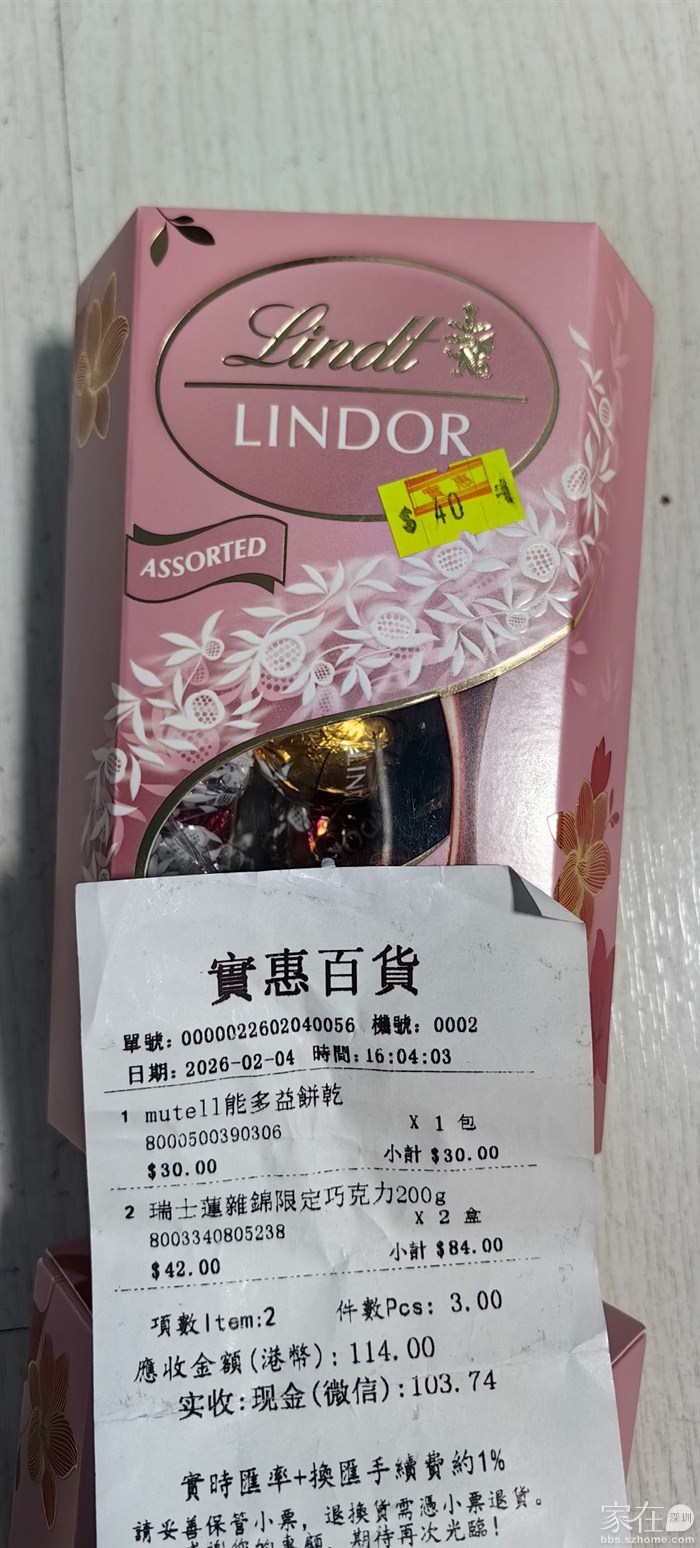 Lindt
LINDOR
實惠
$ 40
ASSORTED
實惠百貨
單號: 0000022602040056 機號: 0002
日期: 2026-02-04 時間: 16:04:03
1 mutell能多益餅乾
8000500390306 X 1 包
$30.00 小計 $30.00
2 瑞士蓮雜錦限定巧克力200g
8003340805238 X 2 盒
$42.00 小計 $84.00
項數Item:2 件數Pcs: 3.00
應收金額(港幣): 114.00
实收:现金(微信):103.74
實時匯率+換匯手續費約1%
請妥善保管小票, 退換貨需憑小票退貨。
期待再次光臨!
家在深圳
bbs.szhome.com